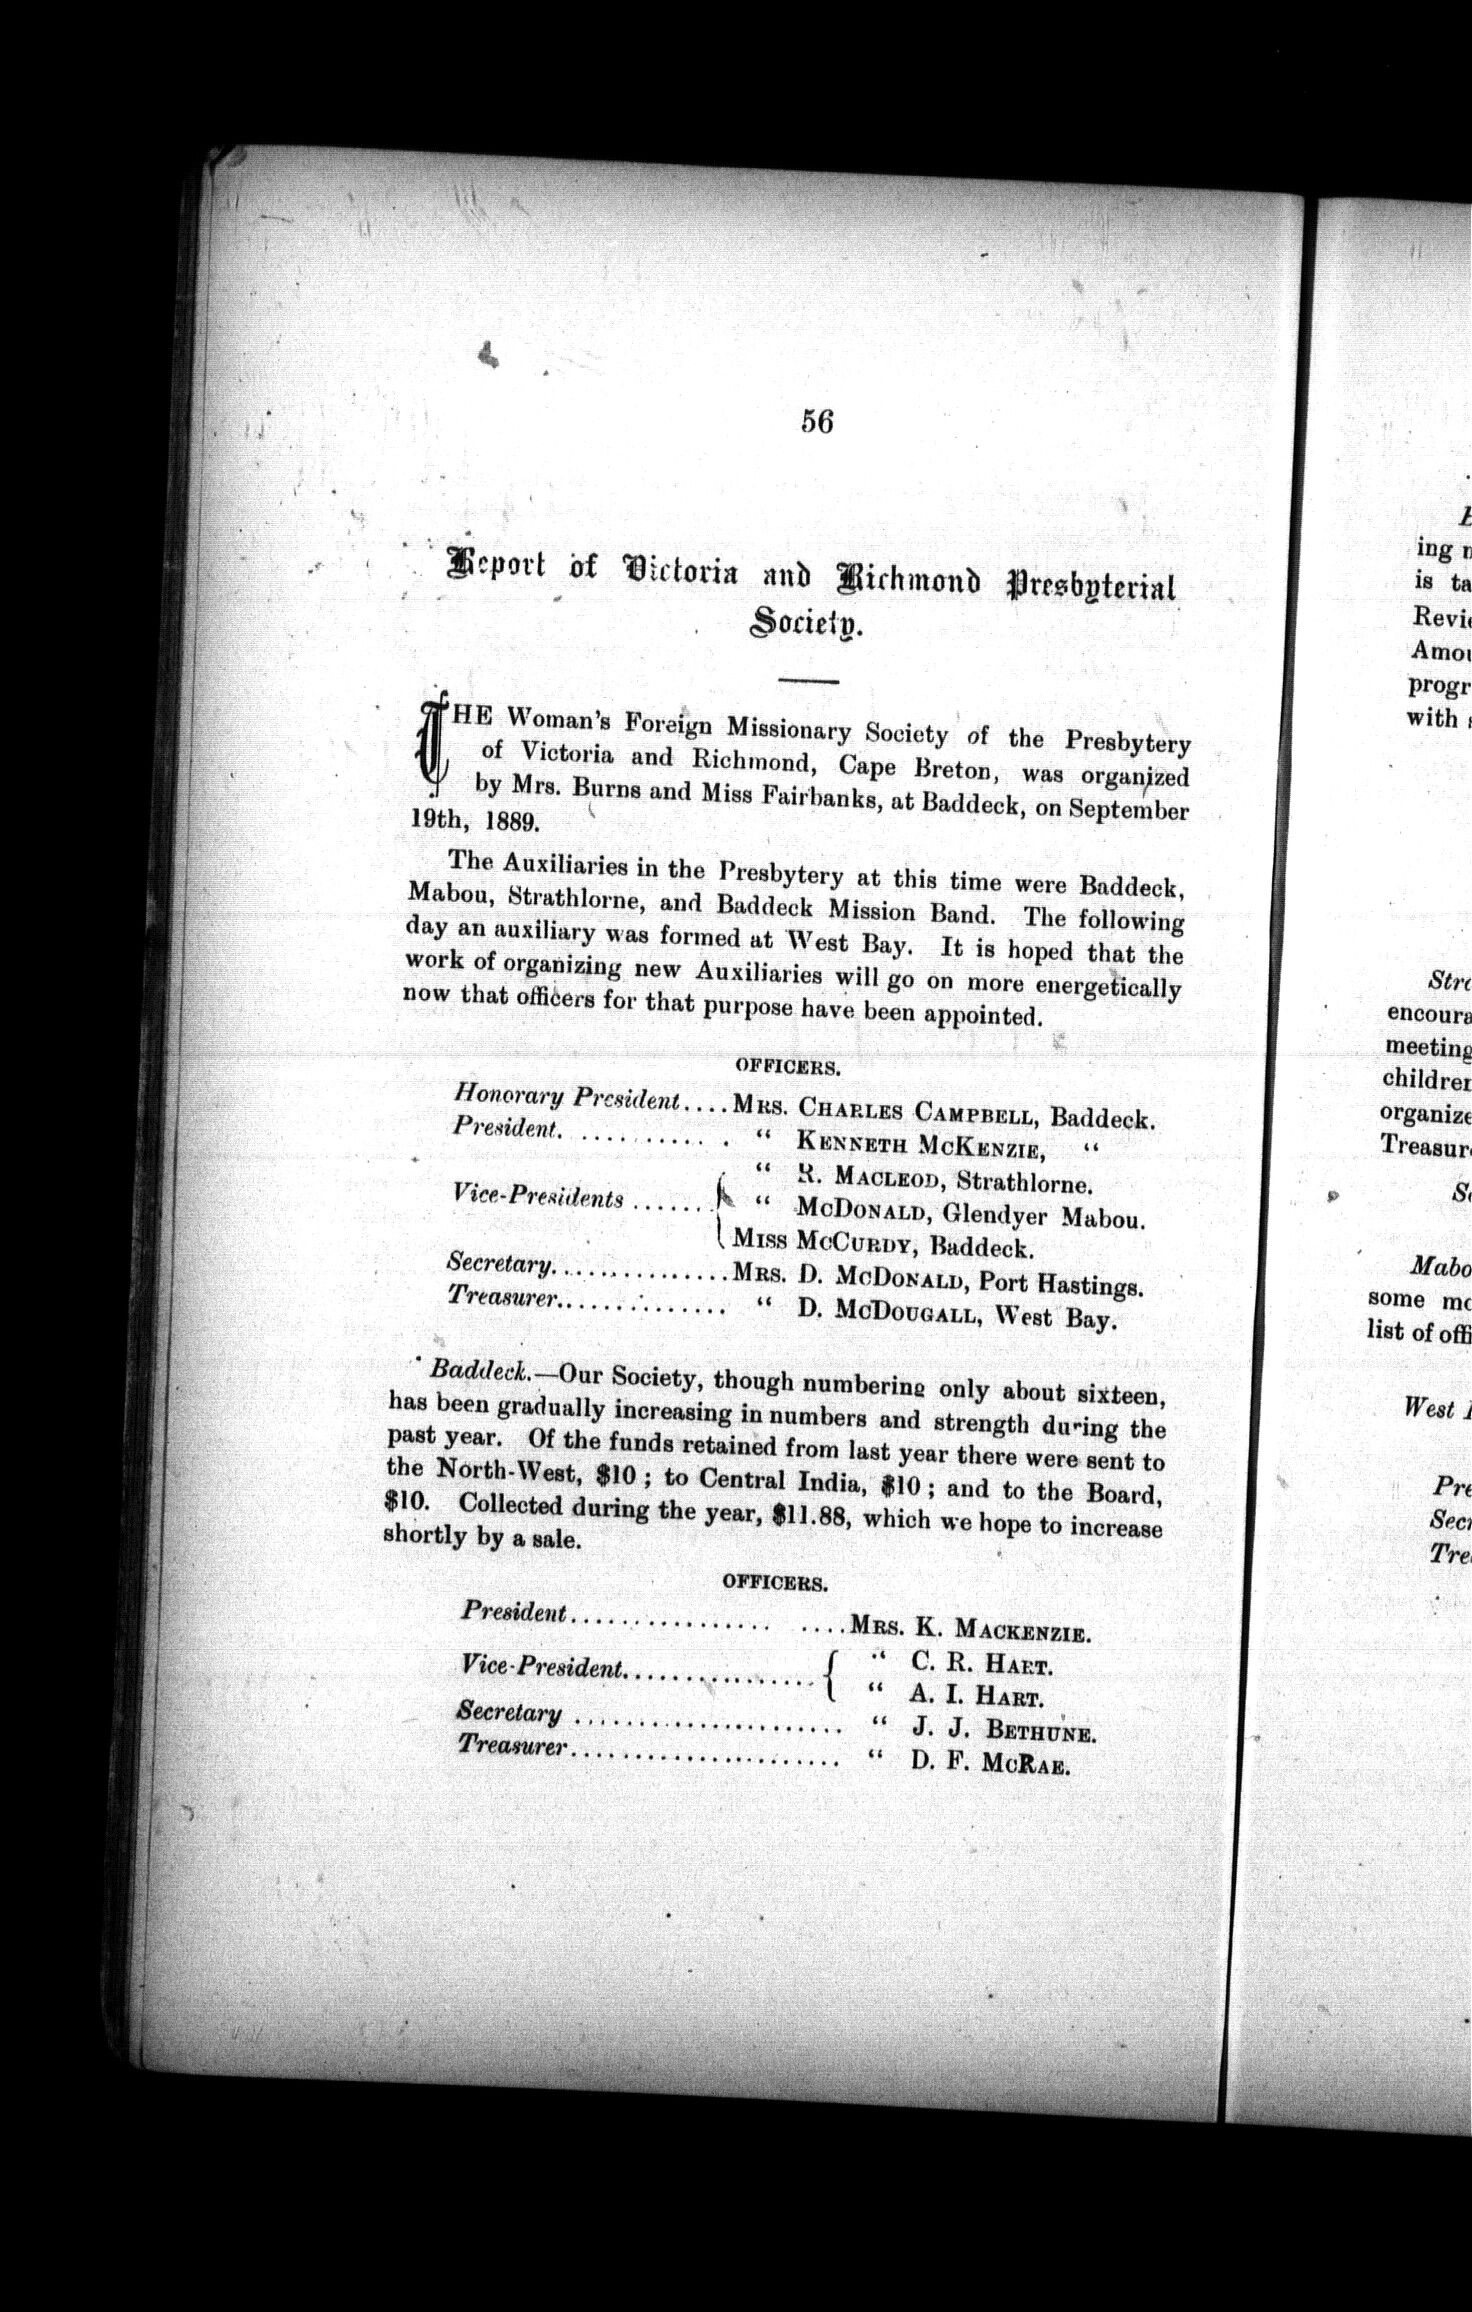 56
Report of Victoria and Richmond Presbyterial
Society.
THE Woman's Foreign Missionary Society of the Presbytery
of Victoria and Richmond, Cape Breton, was organized
by Mrs. Burns and Miss Fairbanks, at Baddeck, on September
19th, 1889.
The Auxiliaries in the Presbytery at this time were Baddeck,
Mabou, Strathlorne, and Baddeck Mission Band. The following
day an auxiliary was formed at West Bay. It is hoped that the
work of organizing new Auxiliaries will go on more energetically
now that officers for that purpose have been appointed.
OFFICERS.
Honorary President....MRS. CHARLES CAMPBELL, Baddeck.
President............ “ KENNETH MCKENZIE, “
“ R. MACLEOD, Strathlorne.
Vice-Presidents ....... “ MCDONALD, Glendyer Mabou.
MISS MCCURDY, Baddeck.
Secretary...............MRS. D. MCDONALD, Port Hastings.
Treasurer.............. “ D. MCDOUGALL, West Bay.
Baddeck.—Our Society, though numbering only about sixteen,
has been gradually increasing in numbers and strength during the
past year. Of the funds retained from last year there were sent to
the North-West, $10; to Central India, $10; and to the Board,
$10. Collected during the year, $11.88, which we hope to increase
shortly by a sale.
OFFICERS.
President.................... MRS. K. MACKENZIE.
“ C. R. HART.
Vice-President................{ “ A. I. HART.
Secretary ..................... “ J. J. BETHUNE.
Treasurer..................... “ D. F. MCRAE.
ing
is ta
Revie
Amou
progr
with
Stra
encoura
meeting
children
organize
Treasur
Mabo
some mo
list of offi
West
Pre
Secr
Trea